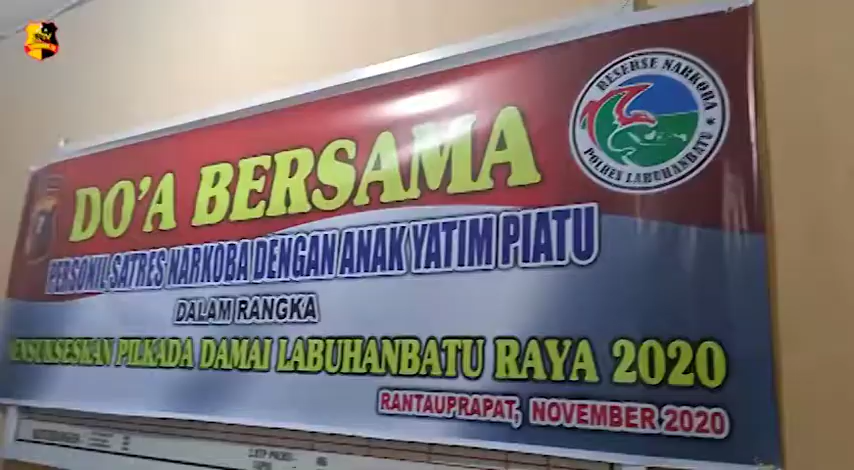 RESERSE NARKOBA
POLRES LABUHANBATU
DO'A BERSAMA
PERSONIL SATRES NARKOBA DENGAN ANAK YATIM PIATU
DALAM RANGKA
PILKADA DAMAI LABUHANBATU RAYA 2020
RANTAUPRAPAT, NOVEMBER 2020